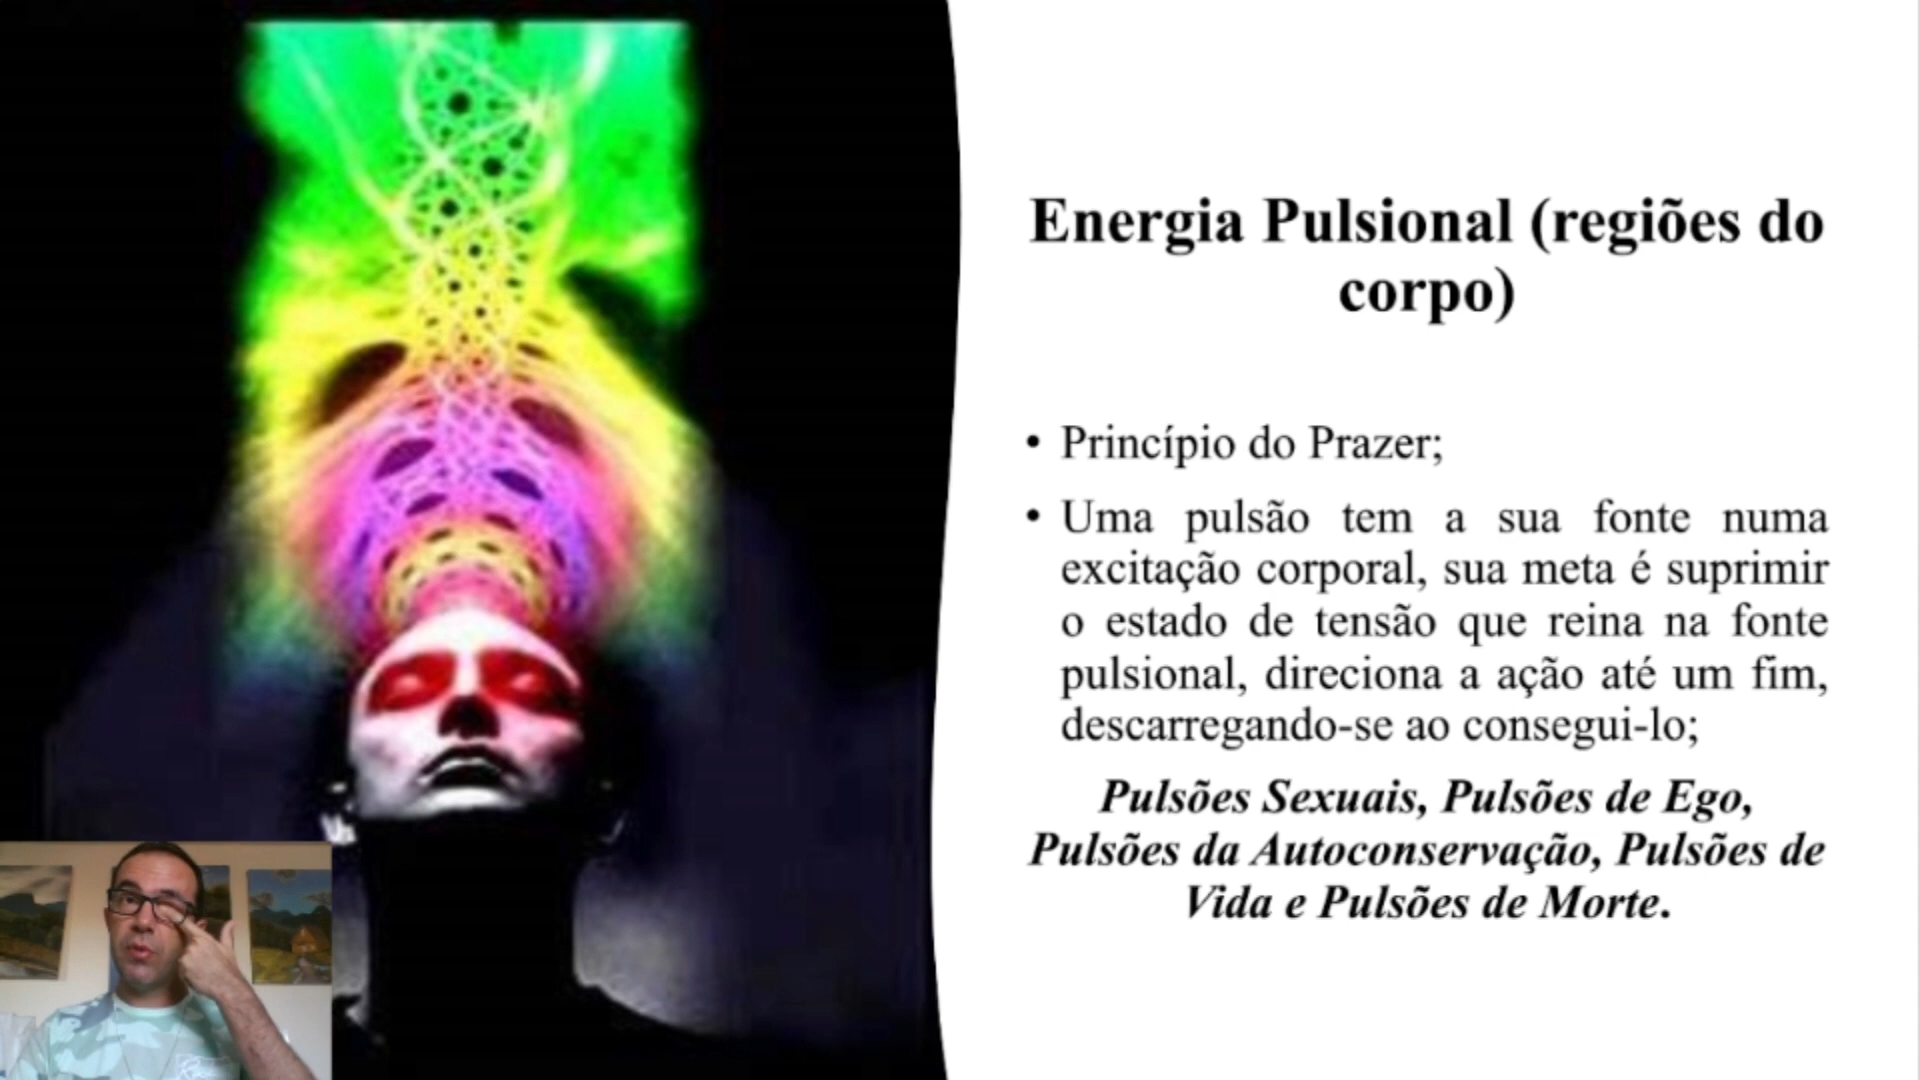 Energia Pulsional (regiões do
corpo)
• Princípio do Prazer;
• Uma pulsão tem a sua fonte numa
excitação corporal, sua meta é suprimir
o estado de tensão que reina na fonte
pulsional, direciona a ação até um fim,
descarregando-se ao consegui-lo;
Pulsões Sexuais, Pulsões de Ego,
Pulsões da Autoconservação, Pulsões de
Vida e Pulsões de Morte.